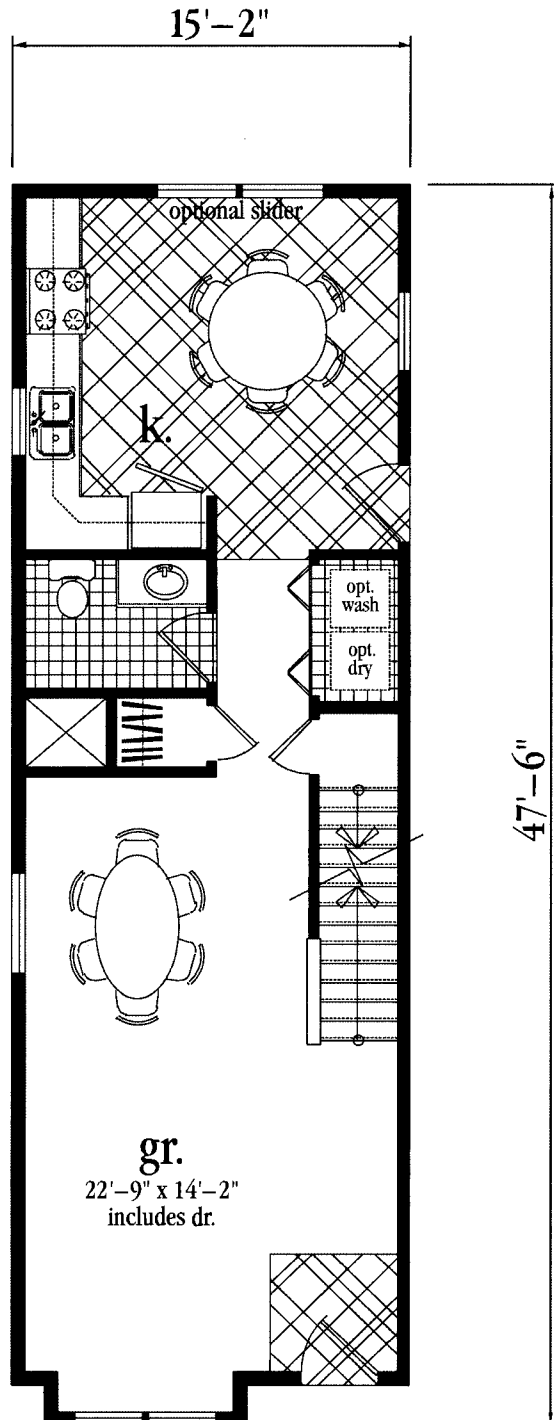 15'–2"
optional slider
k.
opt.
wash
opt.
dry
47'–6"
gr.
22'–9" x 14'–2"
includes dr.